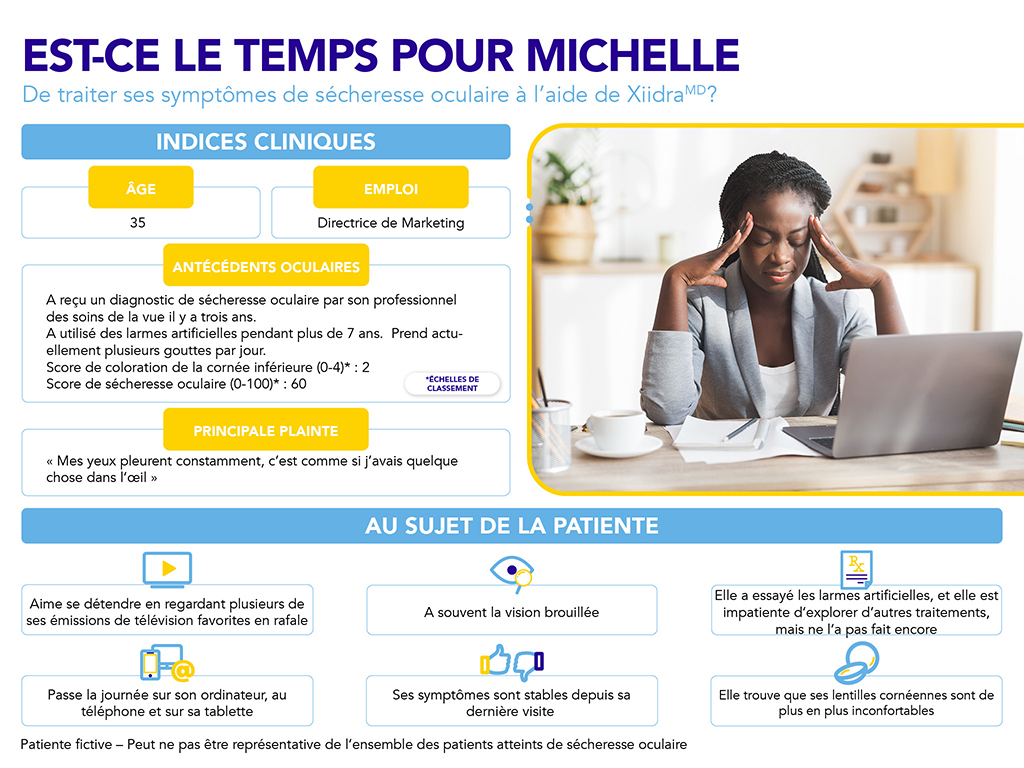 EST-CE LE TEMPS POUR MICHELLE
De traiter ses symptômes de sécheresse oculaire à l'aide de Xiidraᴹᴰ?
INDICES CLINIQUES
ÂGE
35
EMPLOI
Directrice de Marketing
ANTÉCÉDENTS OCULAIRES
A reçu un diagnostic de sécheresse oculaire par son professionnel
des soins de la vue il y a trois ans.
A utilisé des larmes artificielles pendant plus de 7 ans. Prend actu-
ellement plusieurs gouttes par jour.
Score de coloration de la cornée inférieure (0-4)* : 2
Score de sécheresse oculaire (0-100)* : 60
*ÉCHELLES DE
CLASSEMENT
PRINCIPALE PLAINTE
« Mes yeux pleurent constamment, c'est comme si j'avais quelque
chose dans l'œil »
AU SUJET DE LA PATIENTE
Aime se détendre en regardant plusieurs de
ses émissions de télévision favorites en rafale
A souvent la vision brouillée
Rx
Elle a essayé les larmes artificielles, et elle est
impatiente d'explorer d'autres traitements,
mais ne l'a pas fait encore
@
Passe la journée sur son ordinateur, au
téléphone et sur sa tablette
Ses symptômes sont stables depuis sa
dernière visite
Elle trouve que ses lentilles cornéennes sont de
plus en plus inconfortables
Patiente fictive – Peut ne pas être représentative de l'ensemble des patients atteints de sécheresse oculaire